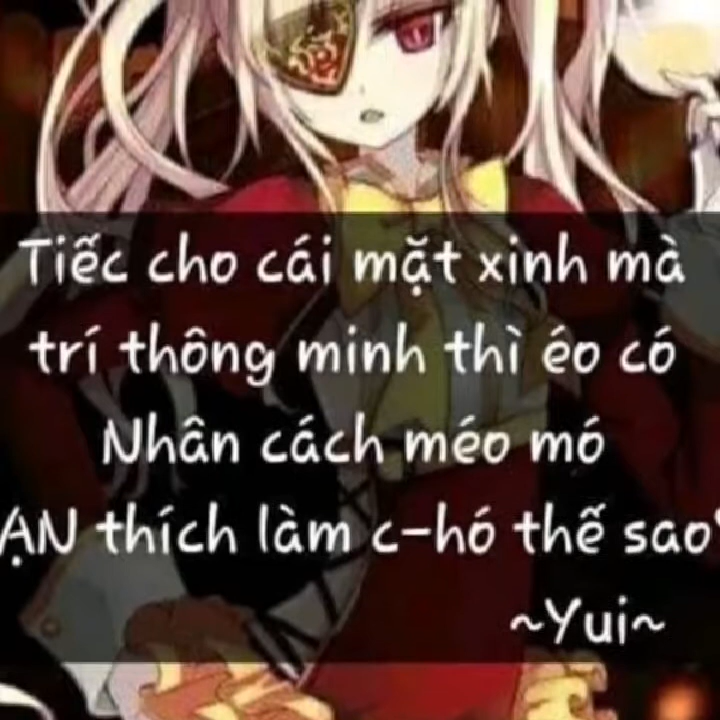 Tiếc cho cái mặt xinh mà
trí thông minh thì éo có
Nhân cách méo mó
ẠN thích làm c-hó thế sao
~Yui~